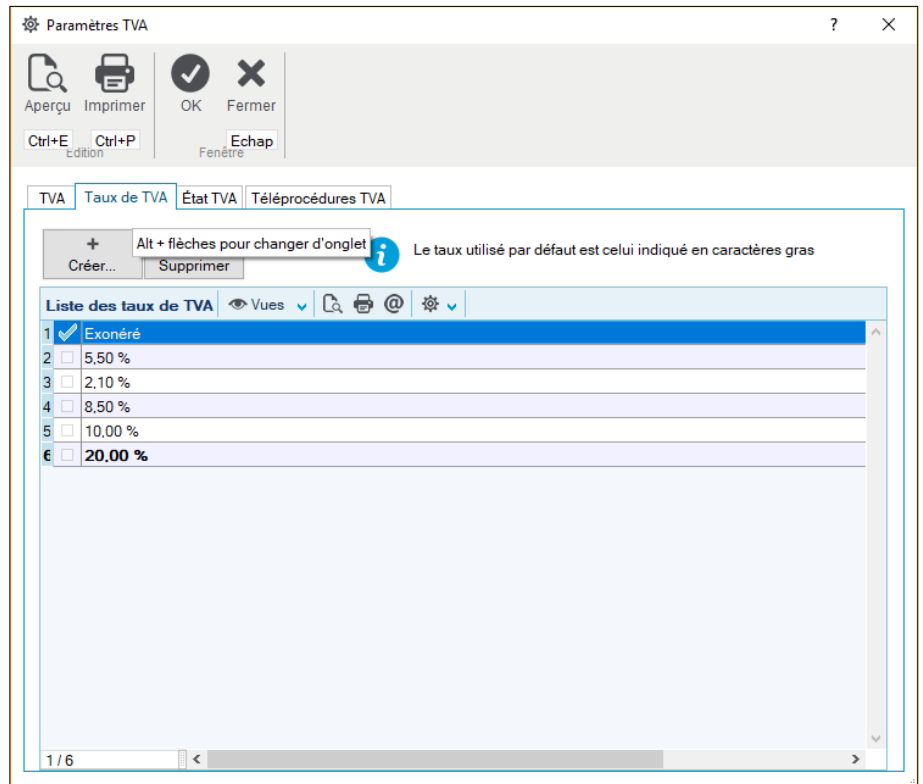 Paramètres TVA ?
Aperçu Imprimer OK Fermer
Ctrl+E Ctrl+P Echap
Edition Fenêtre
TVA Taux de TVA État TVA Téléprocédures TVA
Alt + flèches pour changer d'onglet
Le taux utilisé par défaut est celui indiqué en caractères gras
Créer... Supprimer
Liste des taux de TVA Vues @
1 Exonéré
2 5,50 %
3 2,10 %
4 8,50 %
5 10,00 %
6 20,00 %
1 / 6